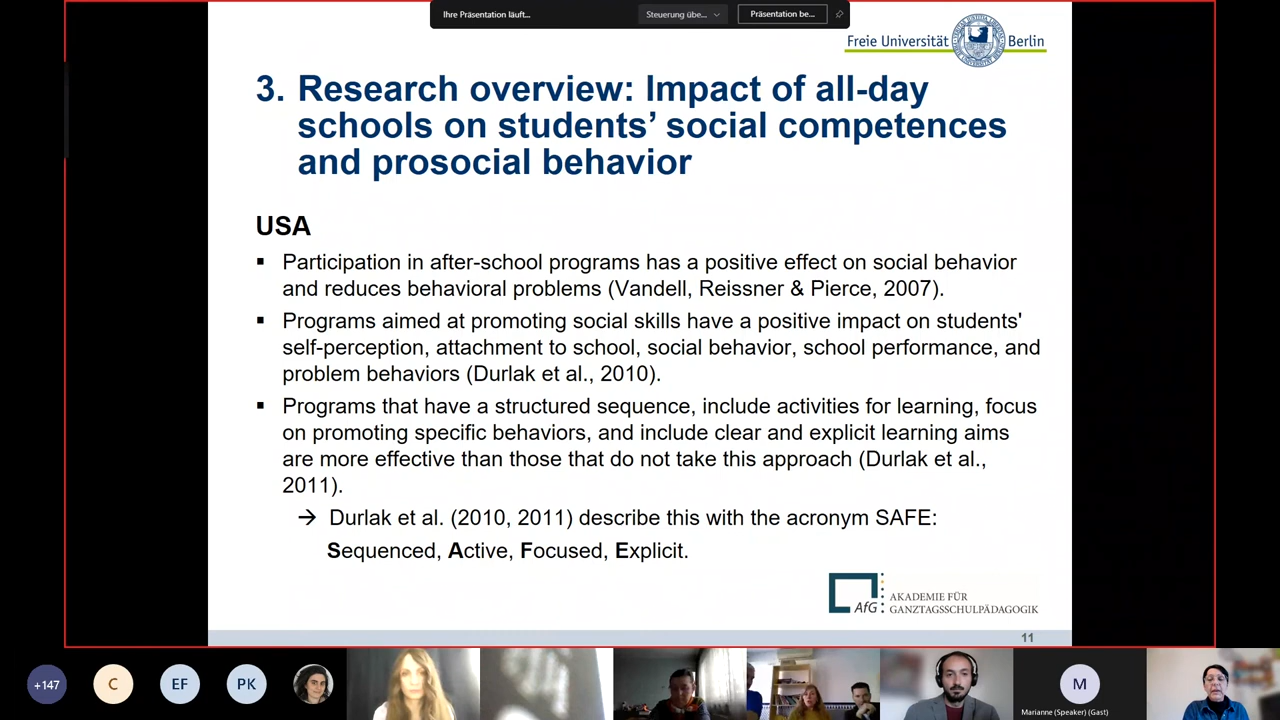 Ihre Präsentation läuft...
Steuerung übe...
Präsentation be...
Freie Universität Berlin
3. Research overview: Impact of all-day
schools on students’ social competences
and prosocial behavior
USA
▪ Participation in after-school programs has a positive effect on social behavior
and reduces behavioral problems (Vandell, Reissner & Pierce, 2007).
▪ Programs aimed at promoting social skills have a positive impact on students'
self-perception, attachment to school, social behavior, school performance, and
problem behaviors (Durlak et al., 2010).
▪ Programs that have a structured sequence, include activities for learning, focus
on promoting specific behaviors, and include clear and explicit learning aims
are more effective than those that do not take this approach (Durlak et al.,
2011).
→ Durlak et al. (2010, 2011) describe this with the acronym SAFE:
Sequenced, Active, Focused, Explicit.
AfG
AKADEMIE FÜR
GANZTAGSSCHULPÄDAGOGIK
11
+147
C
EF
PK
M
Marianne (Speaker) (Gast)